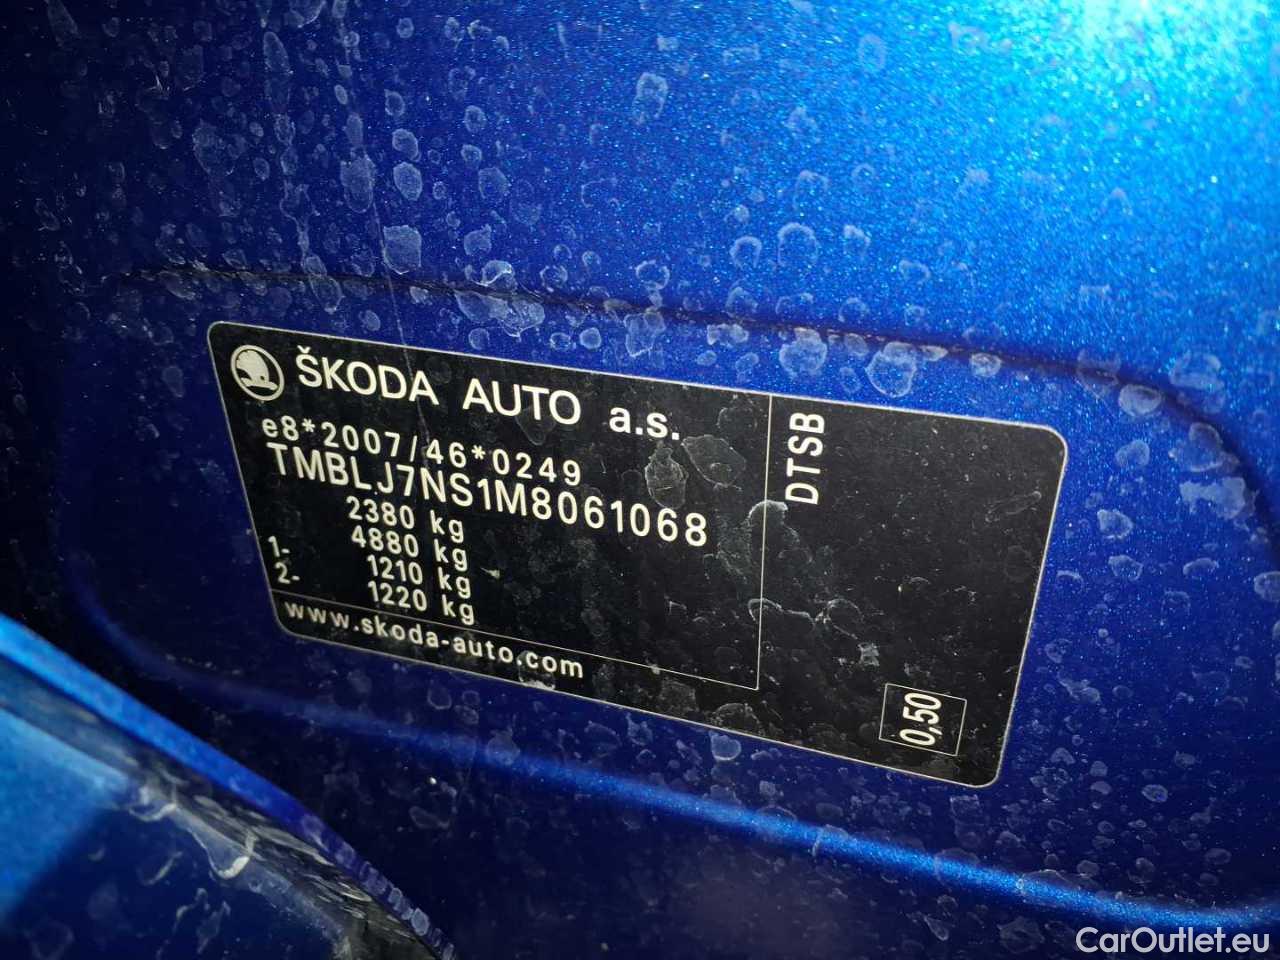 ŠKODA AUTO a.s.
e8*2007/46*0249
TMBLJ7NS1M8061068
2380 kg
4880 kg
1- 1210 kg
2- 1220 kg
www.skoda-auto.com
DTSB
0,50
CarOutlet.eu